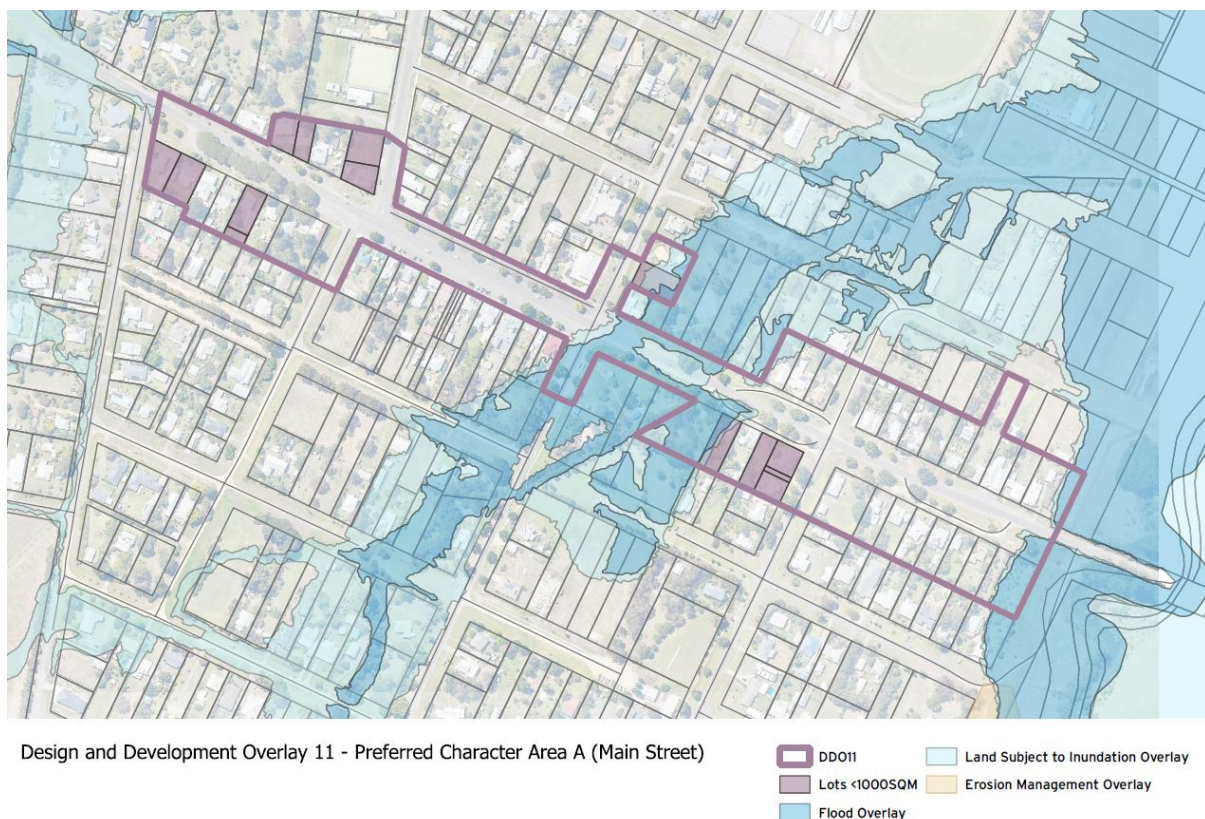 Design and Development Overlay 11 - Preferred Character Area A (Main Street)
DDO11
Lots <1000SQM
Flood Overlay
Land Subject to Inundation Overlay
Erosion Management Overlay